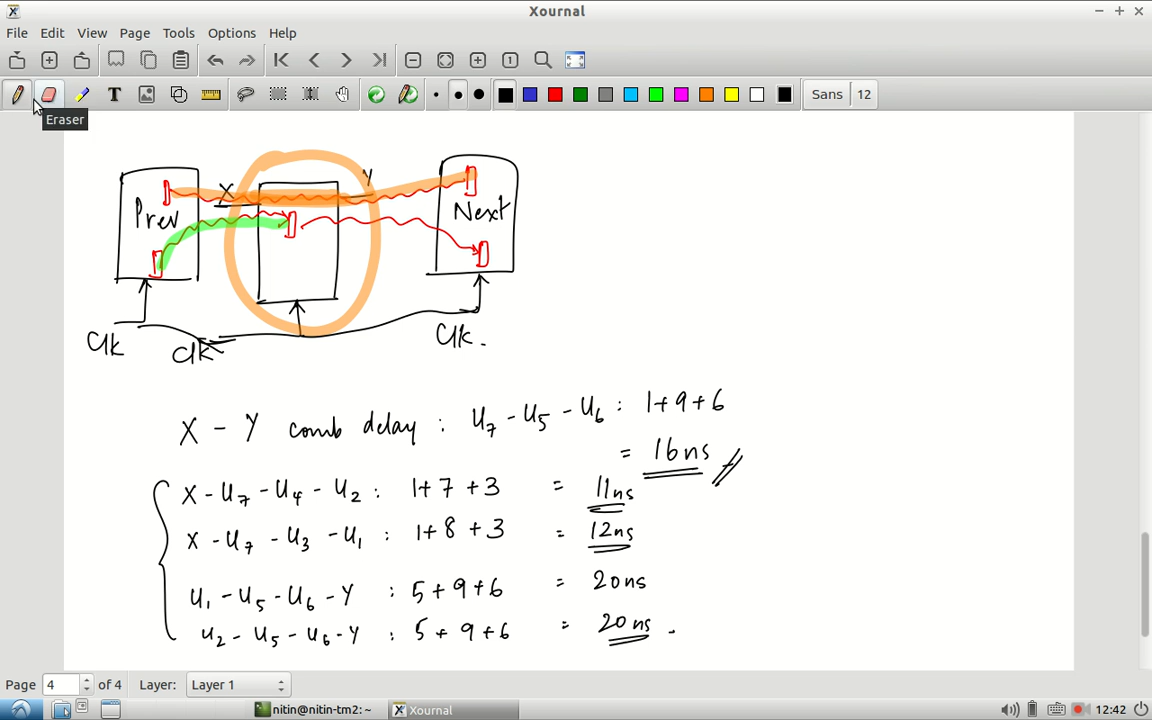 Xournal
File Edit View Page Tools Options Help
Sans 12
Eraser
X Y
Prev Next
Clk Clk Clk.
X - Y comb delay : U7 - U5 - U6 : 1+9+6
= 16ns
X - U7 - U4 - U2 : 1+7+3 = 11ns
X - U7 - U3 - U1 : 1+8+3 = 12ns
U1 - U5 - U6 - Y : 5+9+6 = 20ns
U2 - U5 - U6 - Y : 5+9+6 = 20ns
Page 4 of 4 Layer: Layer 1
nitin@nitin-tm2: ~ Xournal 12:42